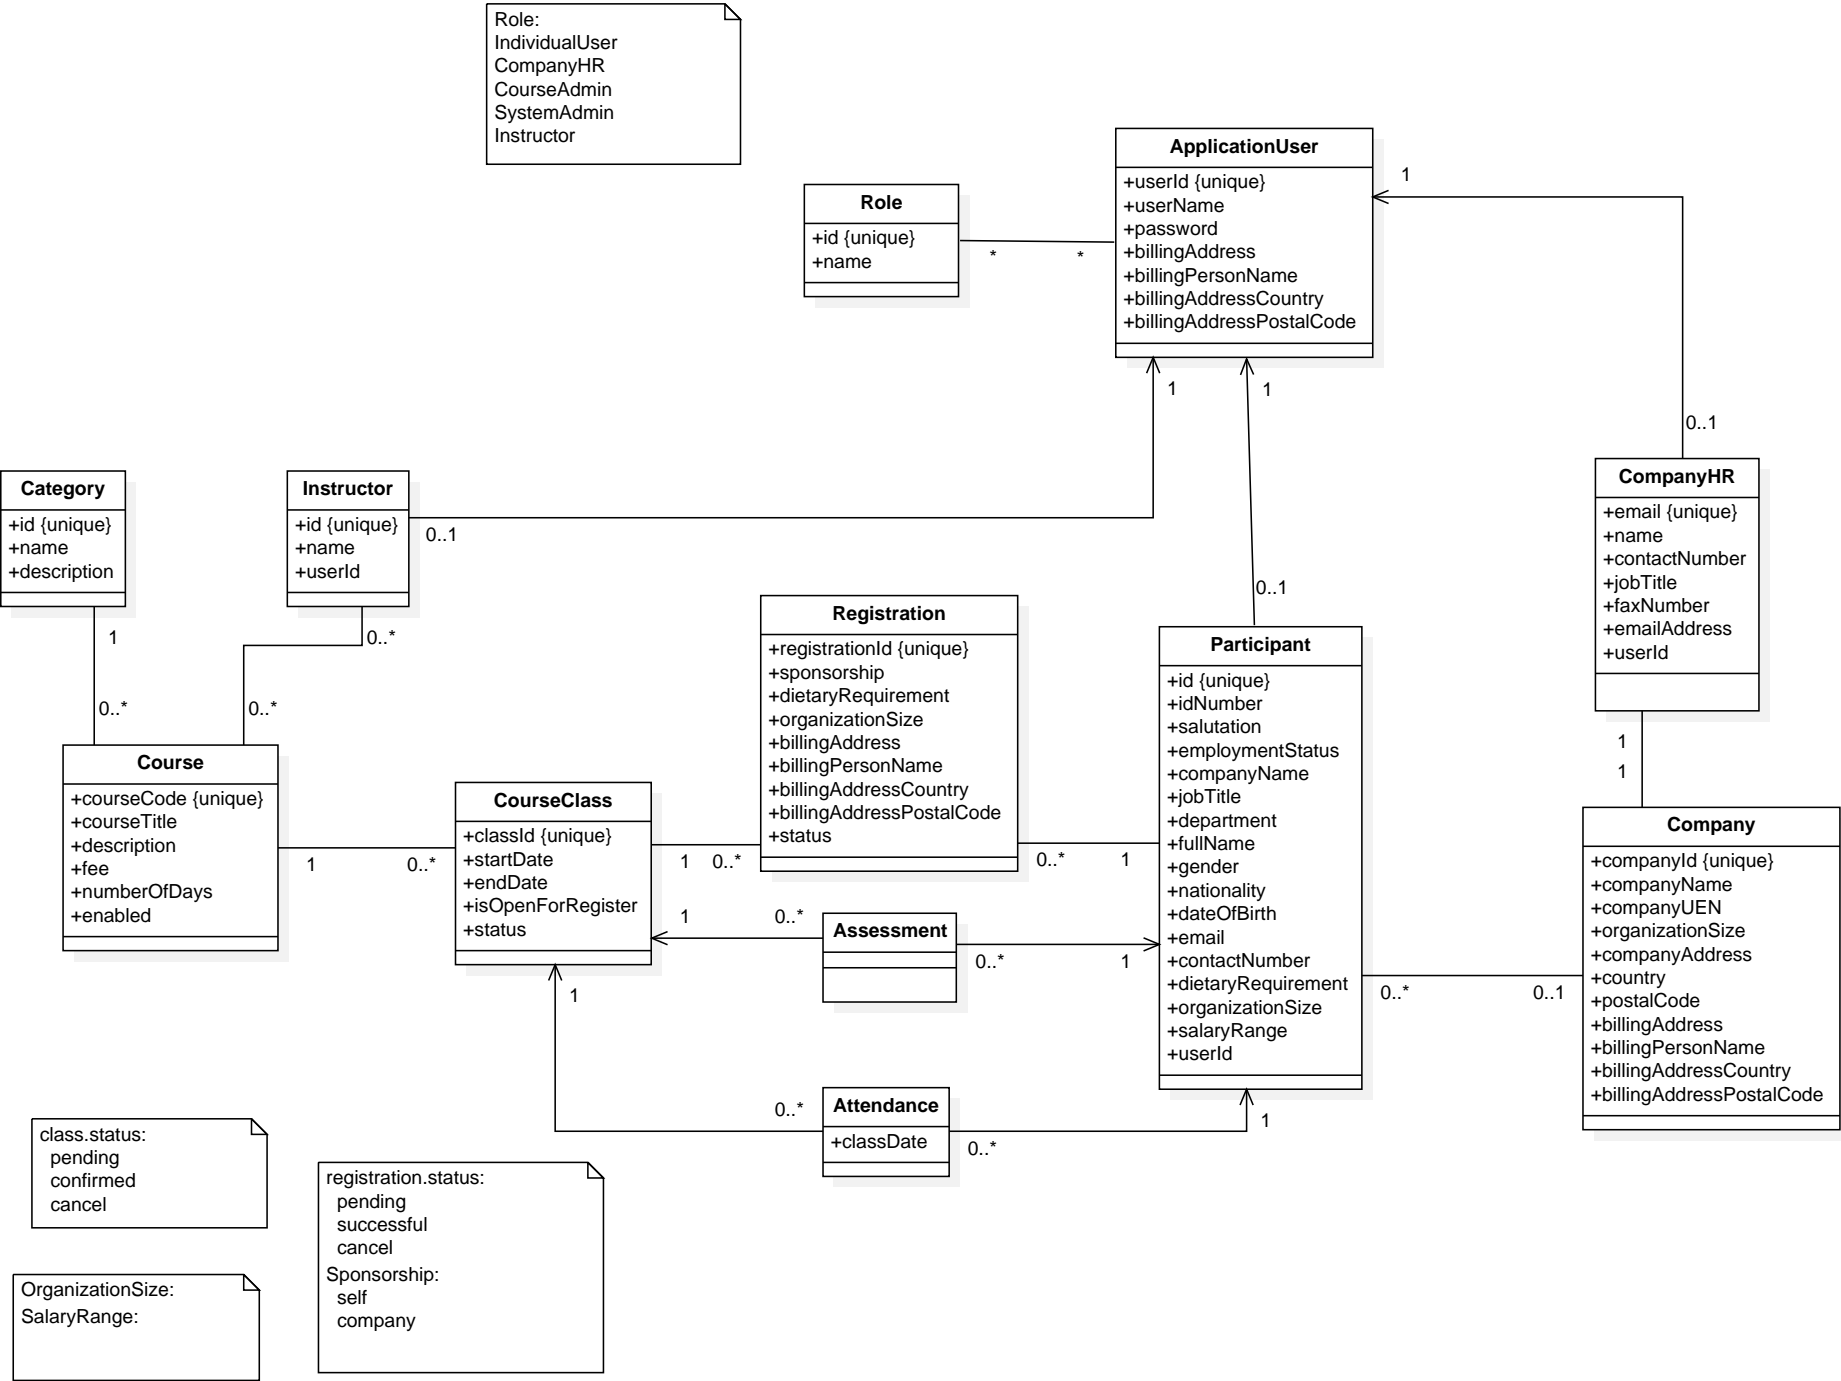 Role:
IndividualUser
CompanyHR
CourseAdmin
SystemAdmin
Instructor
ApplicationUser
+userId {unique}
+userName
+password
+billingAddress
+billingPersonName
+billingAddressCountry
+billingAddressPostalCode
Role
+id {unique}
+name
*
*
1
1
1
0..1
Category
+id {unique}
+name
+description
Instructor
+id {unique}
+name
+userId
0..1
CompanyHR
+email {unique}
+name
+contactNumber
+jobTitle
+faxNumber
+emailAddress
+userId
0..1
1
0..*
0..*
0..*
Registration
+registrationId {unique}
+sponsorship
+dietaryRequirement
+organizationSize
+billingAddress
+billingPersonName
+billingAddressCountry
+billingAddressPostalCode
+status
Participant
+id {unique}
+idNumber
+salutation
+employmentStatus
+companyName
+jobTitle
+department
+fullName
+gender
+nationality
+dateOfBirth
+email
+contactNumber
+dietaryRequirement
+organizationSize
+salaryRange
+userId
1
1
Course
+courseCode {unique}
+courseTitle
+description
+fee
+numberOfDays
+enabled
CourseClass
+classId {unique}
+startDate
+endDate
+isOpenForRegister
+status
1
0..*
1
0..*
0..*
1
Company
+companyId {unique}
+companyName
+companyUEN
+organizationSize
+companyAddress
+country
+postalCode
+billingAddress
+billingPersonName
+billingAddressCountry
+billingAddressPostalCode
1
0..*
Assessment
0..*
1
1
0..*
0..1
0..*
Attendance
+classDate
0..*
1
class.status:
pending
confirmed
cancel
registration.status:
pending
successful
cancel
Sponsorship:
self
company
OrganizationSize:
SalaryRange: